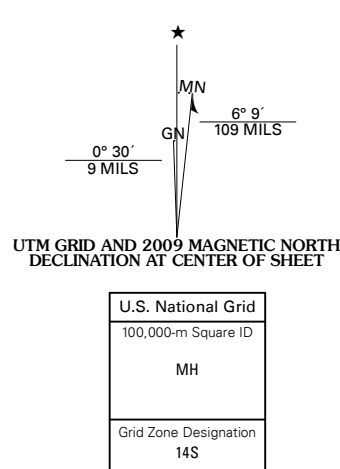 ★
MN
GN
6° 9´
109 MILS
0° 30´
9 MILS
UTM GRID AND 2009 MAGNETIC NORTH
DECLINATION AT CENTER OF SHEET
U.S. National Grid
100,000-m Square ID
MH
Grid Zone Designation
14S